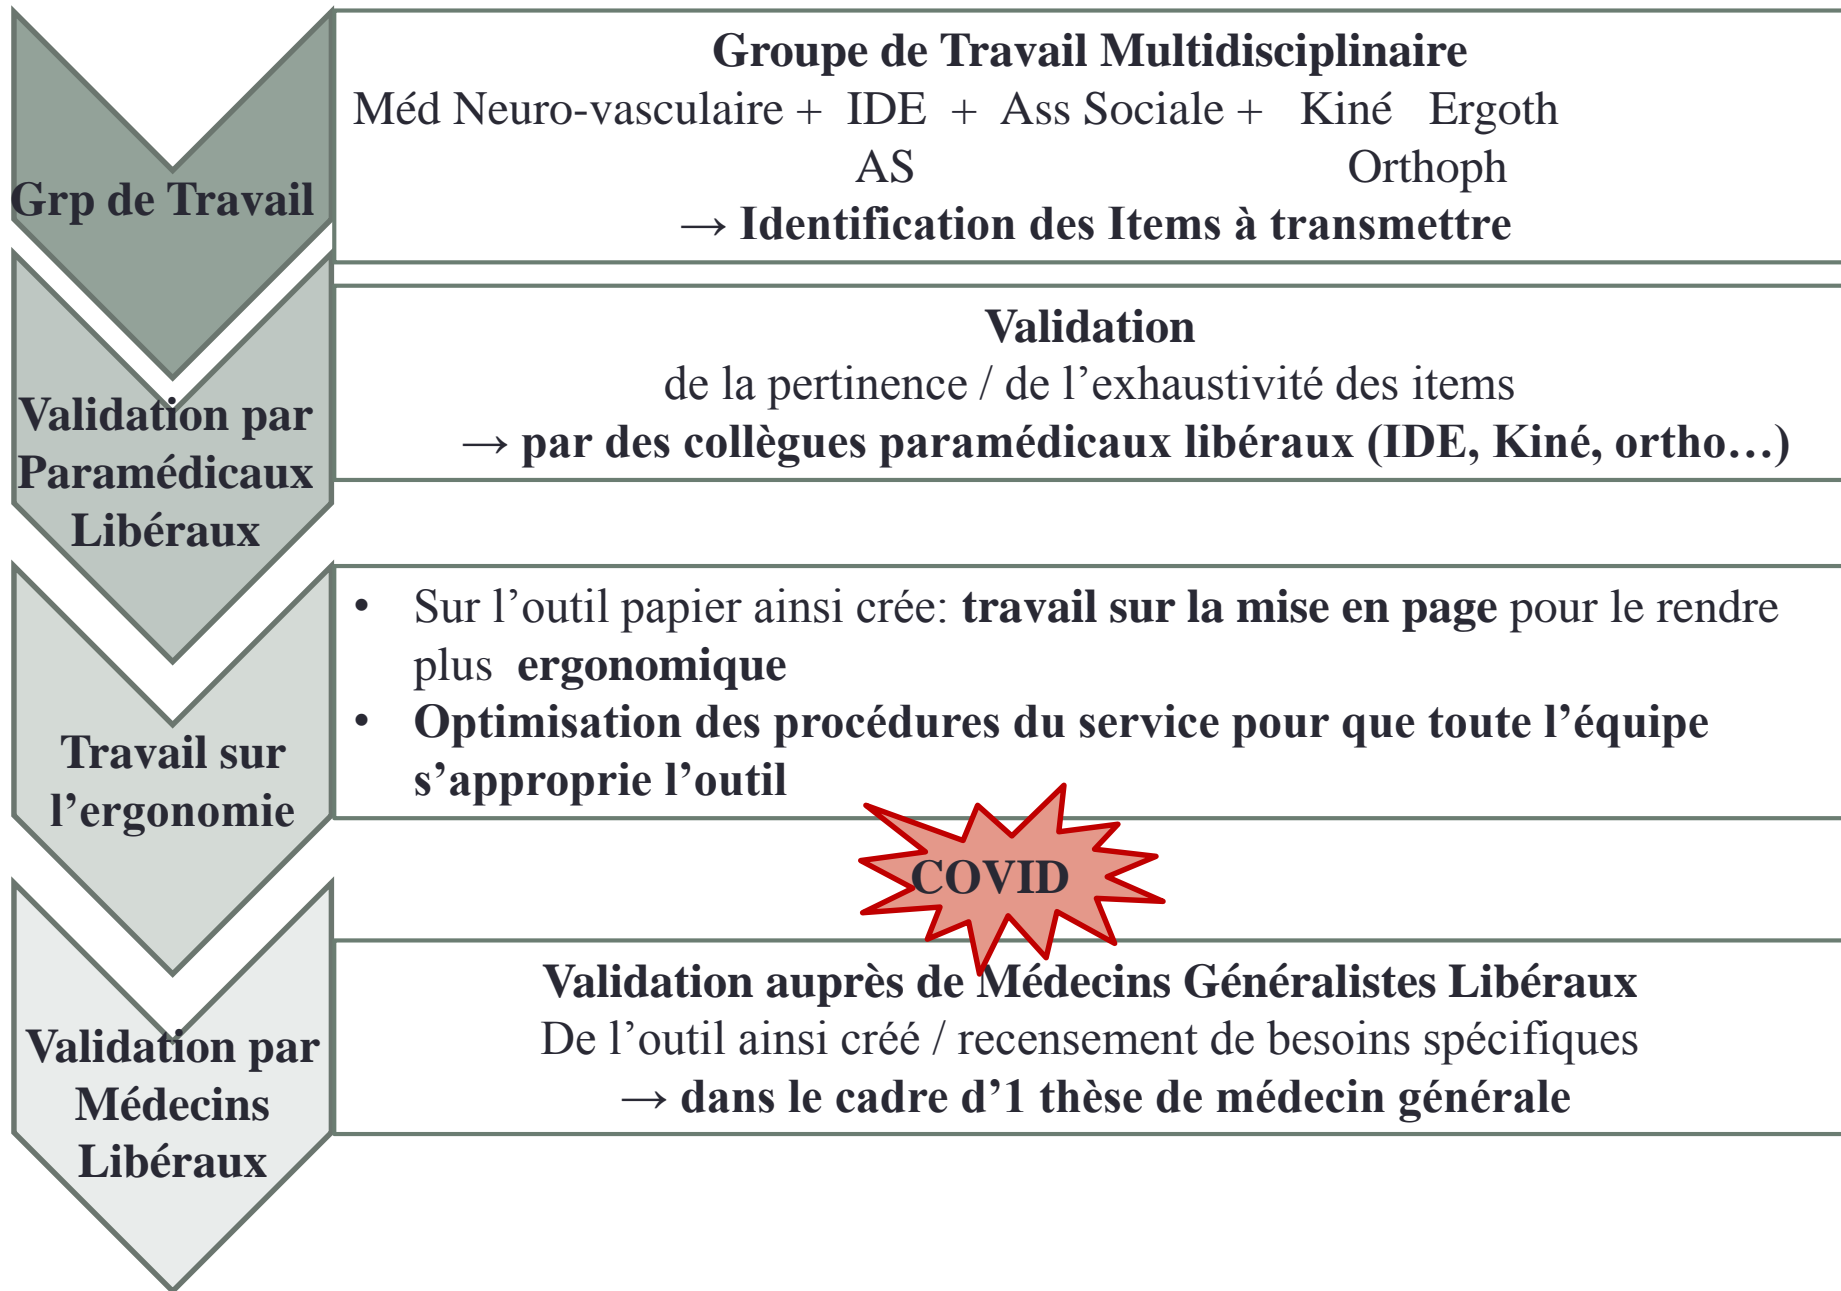 Grp de Travail
Groupe de Travail Multidisciplinaire
Méd Neuro-vasculaire + IDE + Ass Sociale + Kiné Ergoth
AS Orthoph
→ Identification des Items à transmettre
Validation par
Paramédicaux
Libéraux
Validation
de la pertinence / de l’exhaustivité des items
→ par des collègues paramédicaux libéraux (IDE, Kiné, ortho…)
Travail sur
l’ergonomie
• Sur l’outil papier ainsi crée: travail sur la mise en page pour le rendre
plus ergonomique
• Optimisation des procédures du service pour que toute l’équipe
s’approprie l’outil
COVID
Validation par
Médecins
Libéraux
Validation auprès de Médecins Généralistes Libéraux
De l’outil ainsi créé / recensement de besoins spécifiques
→ dans le cadre d’1 thèse de médecin générale